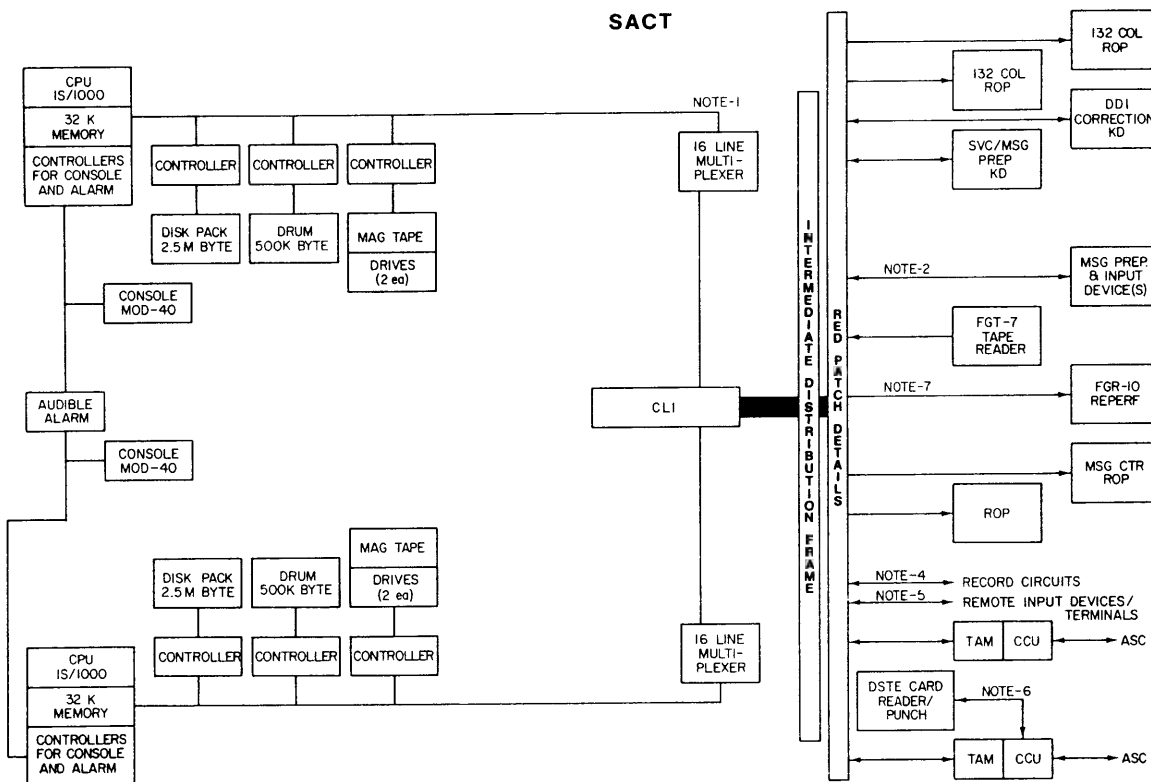 SACT
CPU
IS/1000
32 K
MEMORY
CONTROLLERS
FOR CONSOLE
AND ALARM
NOTE-1
CONTROLLER
CONTROLLER
CONTROLLER
DISK PACK
2.5M BYTE
DRUM
500K BYTE
MAG TAPE
DRIVES
(2 ea)
16 LINE
MULTI-
PLEXER
CONSOLE
MOD-40
AUDIBLE
ALARM
CONSOLE
MOD-40
CLI
DISK PACK
2.5M BYTE
DRUM
500K BYTE
MAG TAPE
DRIVES
(2 ea)
CONTROLLER
CONTROLLER
CONTROLLER
16 LINE
MULTI-
PLEXER
CPU
IS/1000
32 K
MEMORY
CONTROLLERS
FOR CONSOLE
AND ALARM
INTERMEDIATE DISTRIBUTION FRAME
RED PATCH DETAILS
132 COL
ROP
132 COL
ROP
DDI
CORRECTION
KD
SVC/MSG
PREP
KD
NOTE-2
MSG PREP
& INPUT
DEVICE(S)
FGT-7
TAPE
READER
NOTE-7
FGR-10
REPERF
MSG CTR
ROP
ROP
NOTE-4
RECORD CIRCUITS
NOTE-5
REMOTE INPUT DEVICES/
TERMINALS
TAM
CCU
ASC
DSTE CARD
READER/
PUNCH
NOTE-6
TAM
CCU
ASC